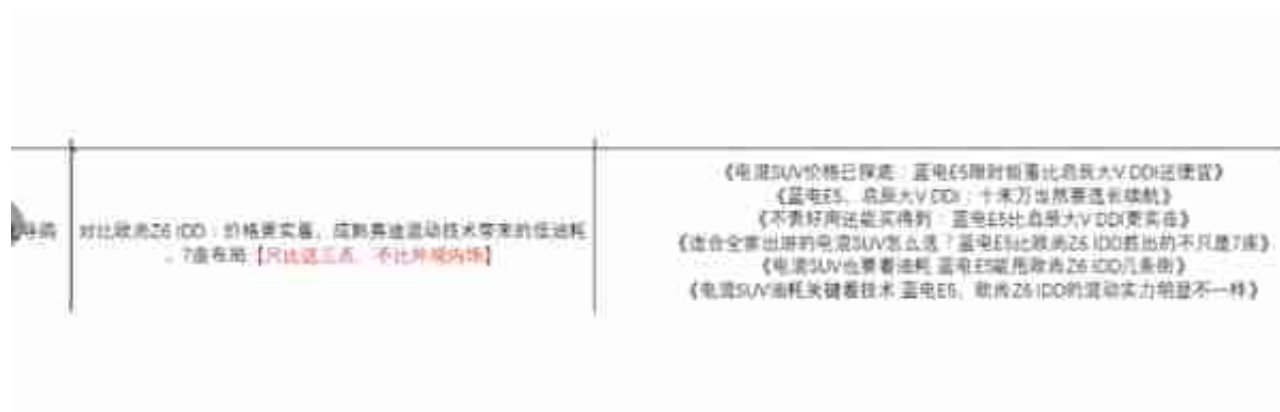 导购
对比欧尚Z6 IDD：价格更实惠，成熟弗迪混动技术带来的低油耗
，7座布局【只比这三点，不比外观内饰】
《电混SUV价格已探底：蓝电E5限时钜惠比启辰大V DDI还便宜》
《蓝电E5、启辰大V DDI：十来万当然要选长续航》
《不贵好用还能买得到：蓝电E5比启辰大V DDI更实在》
《适合全家出游的电混SUV怎么选？蓝电E5比欧尚Z6 IDD胜出的不只是7座》
《电混SUV也要看油耗 蓝电E5能甩欧尚Z6 IDD几条街》
《电混SUV油耗关键看技术 蓝电E5、欧尚Z6 IDD的混动实力明显不一样》